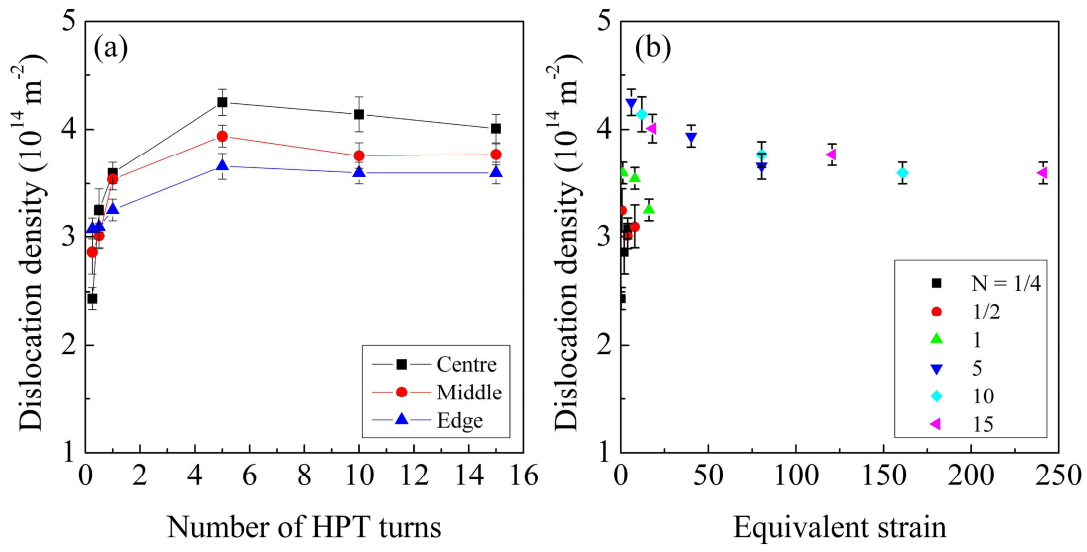 (a)
5
4
3
2
1
Dislocation density (10^14 m^-2)
0 2 4 6 8 10 12 14 16
Number of HPT turns
Centre
Middle
Edge
(b)
5
4
3
2
1
Dislocation density (10^14 m^-2)
0 50 100 150 200 250
Equivalent strain
N = 1/4
1/2
1
5
10
15